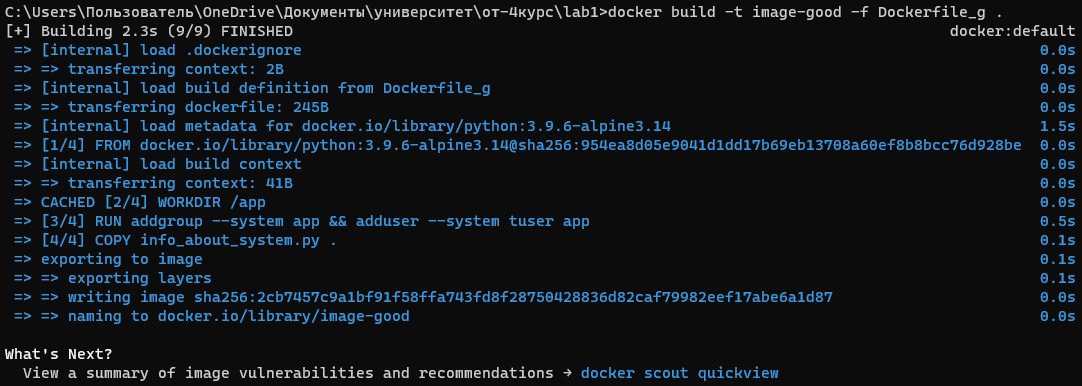 C:\Users\Пользователь\OneDrive\Документы\университет\от-4курс\lab1>docker build -t image-good -f Dockerfile_g .
[+] Building 2.3s (9/9) FINISHED docker:default
=> [internal] load .dockerignore 0.0s
=> => transferring context: 2B 0.0s
=> [internal] load build definition from Dockerfile_g 0.0s
=> => transferring dockerfile: 245B 0.0s
=> [internal] load metadata for docker.io/library/python:3.9.6-alpine3.14 1.5s
=> [1/4] FROM docker.io/library/python:3.9.6-alpine3.14@sha256:954ea8d05e9041d1dd17b69eb13708a60ef8b8bcc76d928be 0.0s
=> [internal] load build context 0.0s
=> => transferring context: 41B 0.0s
=> CACHED [2/4] WORKDIR /app 0.0s
=> [3/4] RUN addgroup --system app && adduser --system tuser app 0.5s
=> [4/4] COPY info_about_system.py . 0.1s
=> exporting to image 0.1s
=> => exporting layers 0.1s
=> => writing image sha256:2cb7457c9a1bf91f58ffa743fd8f28750428836d82caf79982eef17abe6a1d87 0.0s
=> => naming to docker.io/library/image-good 0.0s
What's Next?
View a summary of image vulnerabilities and recommendations → docker scout quickview